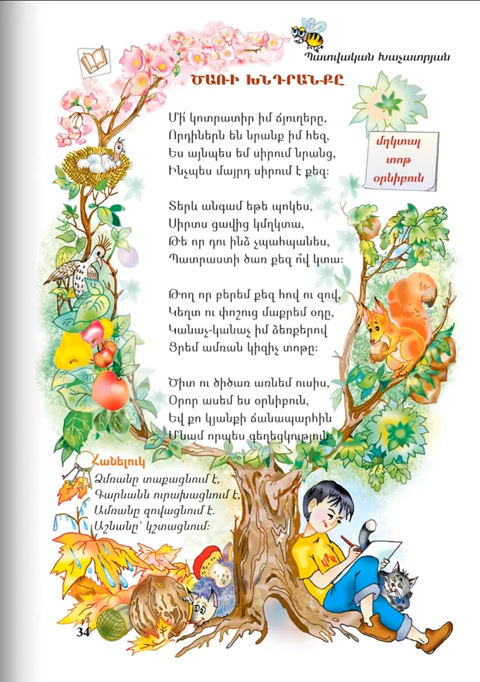 Պատվական Խաչատրյան
ԾԱՌԻ ԽՆԴՐԱՆՔԸ
Մի՛ կոտրատիր իմ ճյուղերը,
Որդիներն են նրանք իմ հեզ,
Ես այնպես եմ սիրում նրանց,
Ինչպես մայրդ սիրում է քեզ:
մղկտալ
տոթ
օրնիբուն
Տերև անգամ եթե պոկես,
Սիրտս ցավից կմղկտա,
Թե որ դու ինձ չպահպանես,
Պատրաստի ծառ քեզ ո՞վ կտա:
Թող որ բերեմ քեզ հով ու զով,
Կեղտ ու փոշուց մաքրեմ օդը,
Կանաչ-կանաչ իմ ձեռքերով
Ցրեմ ամռան կիզիչ տոթը:
Ծիտ ու ծիծառ առնեմ ուսիս,
Օրոր ասեմ ես օրնիբուն,
Եվ քո կյանքի ճանապարհին
Մնամ որպես գեղեցկություն:
Հանելուկ
Ձմռանը տաքացնում է,
Գարնանն ուրախացնում է,
Ամռանը զովացնում է.
Աշնանը՝ կշտացնում:
34